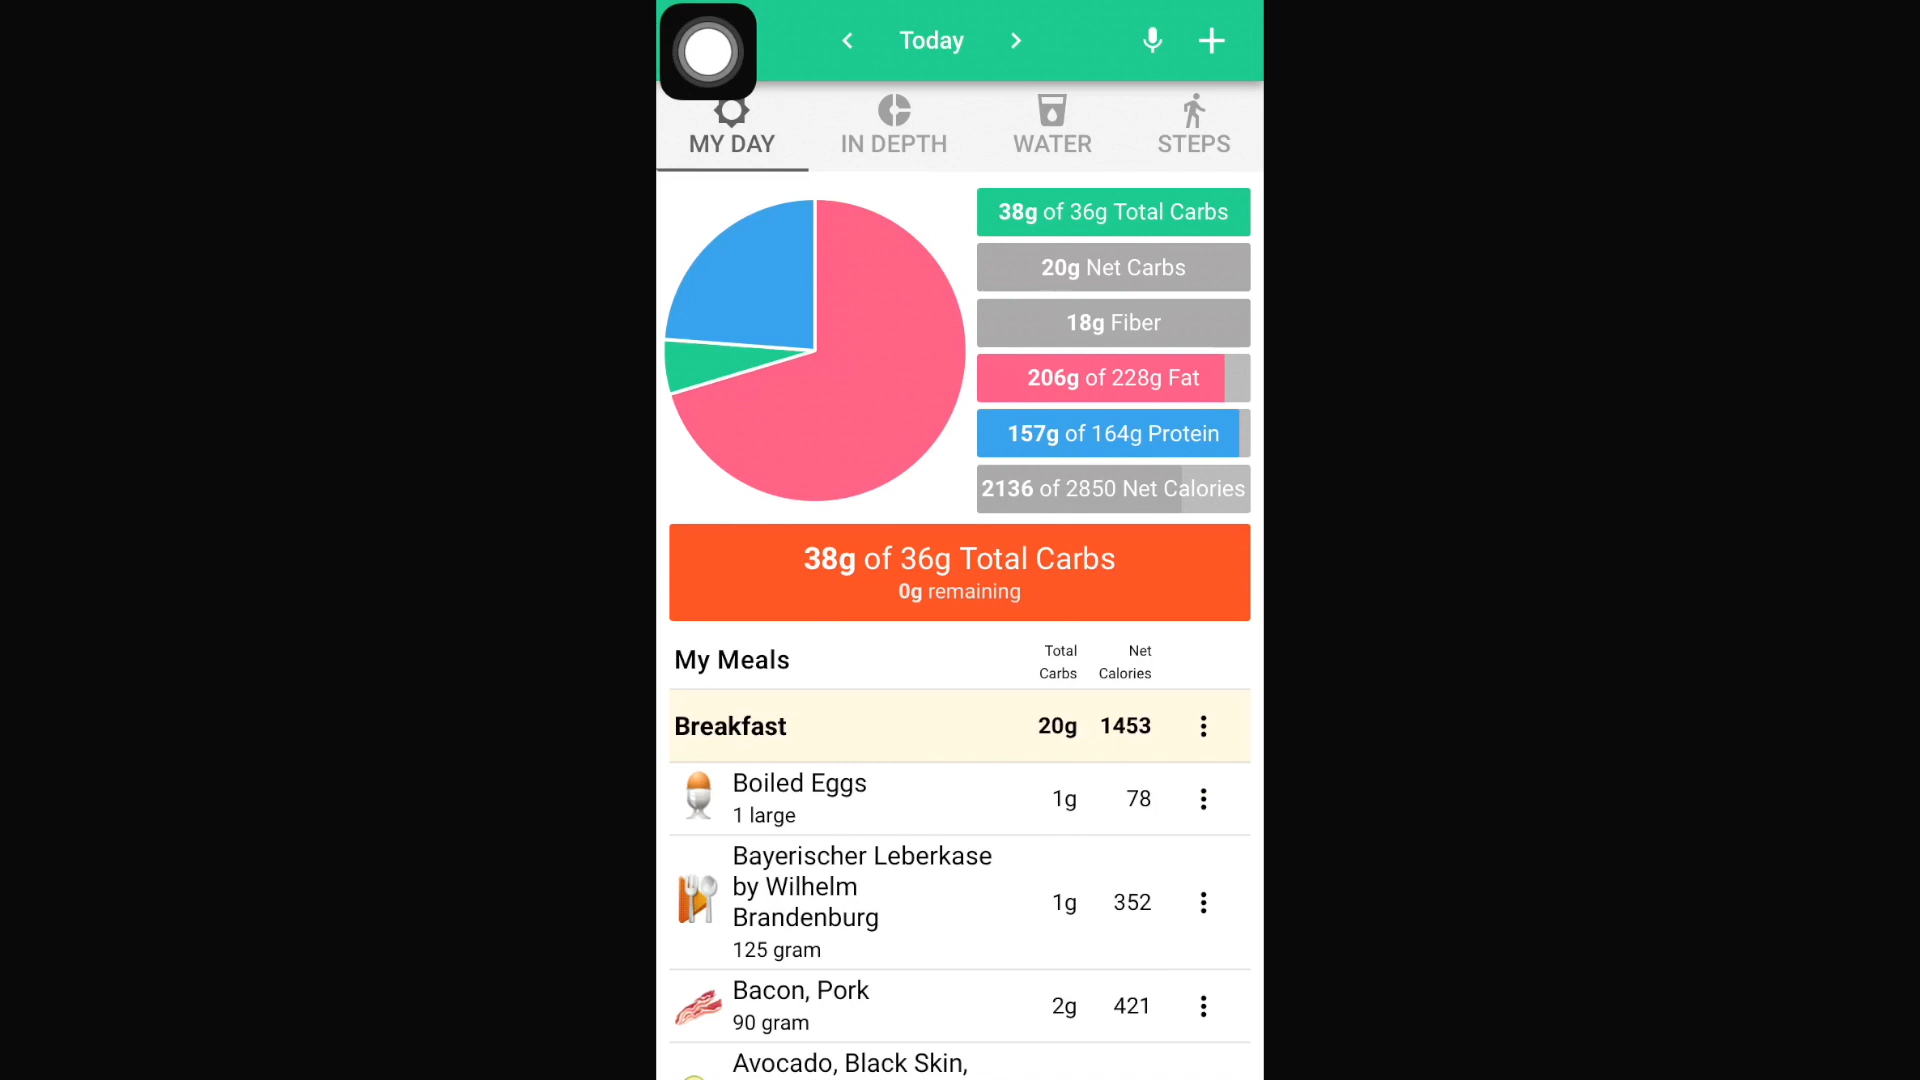 Today
MY DAY
IN DEPTH
WATER
STEPS
38g of 36g Total Carbs
20g Net Carbs
18g Fiber
206g of 228g Fat
157g of 164g Protein
2136 of 2850 Net Calories
38g of 36g Total Carbs
0g remaining
My Meals
Total
Carbs
Net
Calories
Breakfast 20g 1453
Boiled Eggs
1 large
1g 78
Bayerischer Leberkase
by Wilhelm
Brandenburg
125 gram
1g 352
Bacon, Pork
90 gram
2g 421
Avocado, Black Skin,